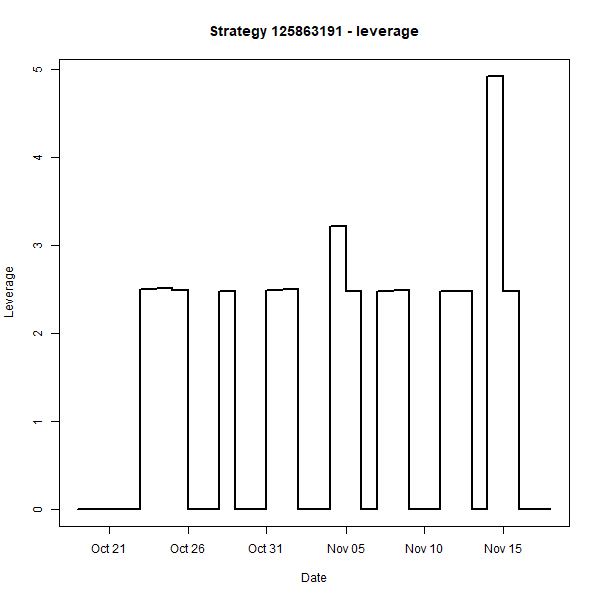 Strategy 125863191 - leverage
Leverage
5
4
3
2
1
0
Oct 21
Oct 26
Oct 31
Nov 05
Nov 10
Nov 15
Date